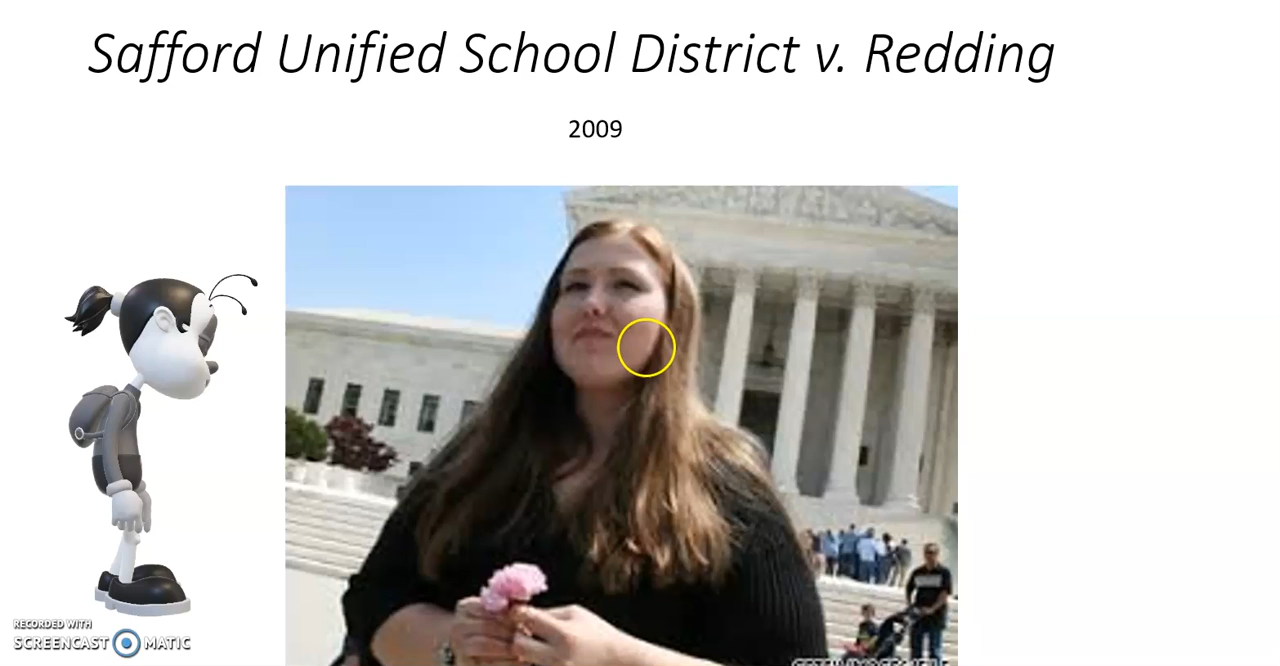 Safford Unified School District v. Redding
2009
RECORDED WITH
SCREENCAST MATIC